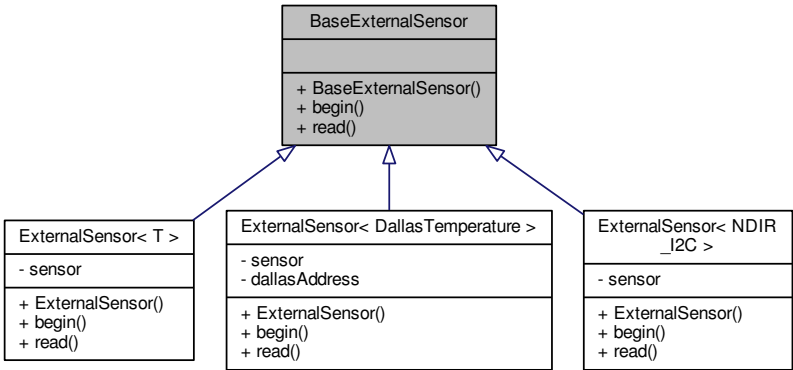 BaseExternalSensor
+ BaseExternalSensor()
+ begin()
+ read()
ExternalSensor< T >
- sensor
+ ExternalSensor()
+ begin()
+ read()
ExternalSensor< DallasTemperature >
- sensor
- dallasAddress
+ ExternalSensor()
+ begin()
+ read()
ExternalSensor< NDIR
_I2C >
- sensor
+ ExternalSensor()
+ begin()
+ read()